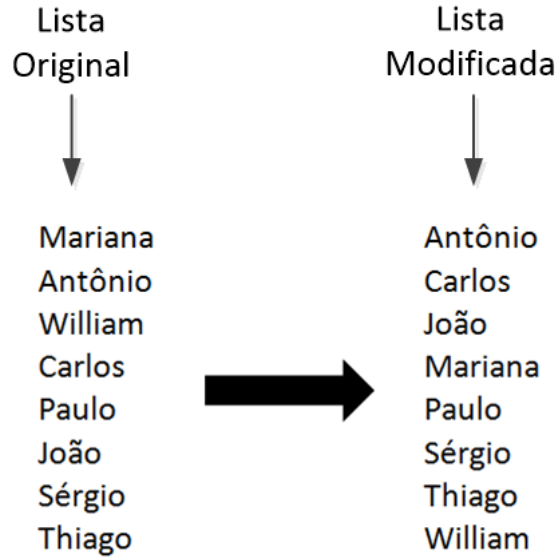 Lista
Original
Lista
Modificada
Mariana
Antônio
William
Carlos
Paulo
João
Sérgio
Thiago
Antônio
Carlos
João
Mariana
Paulo
Sérgio
Thiago
William